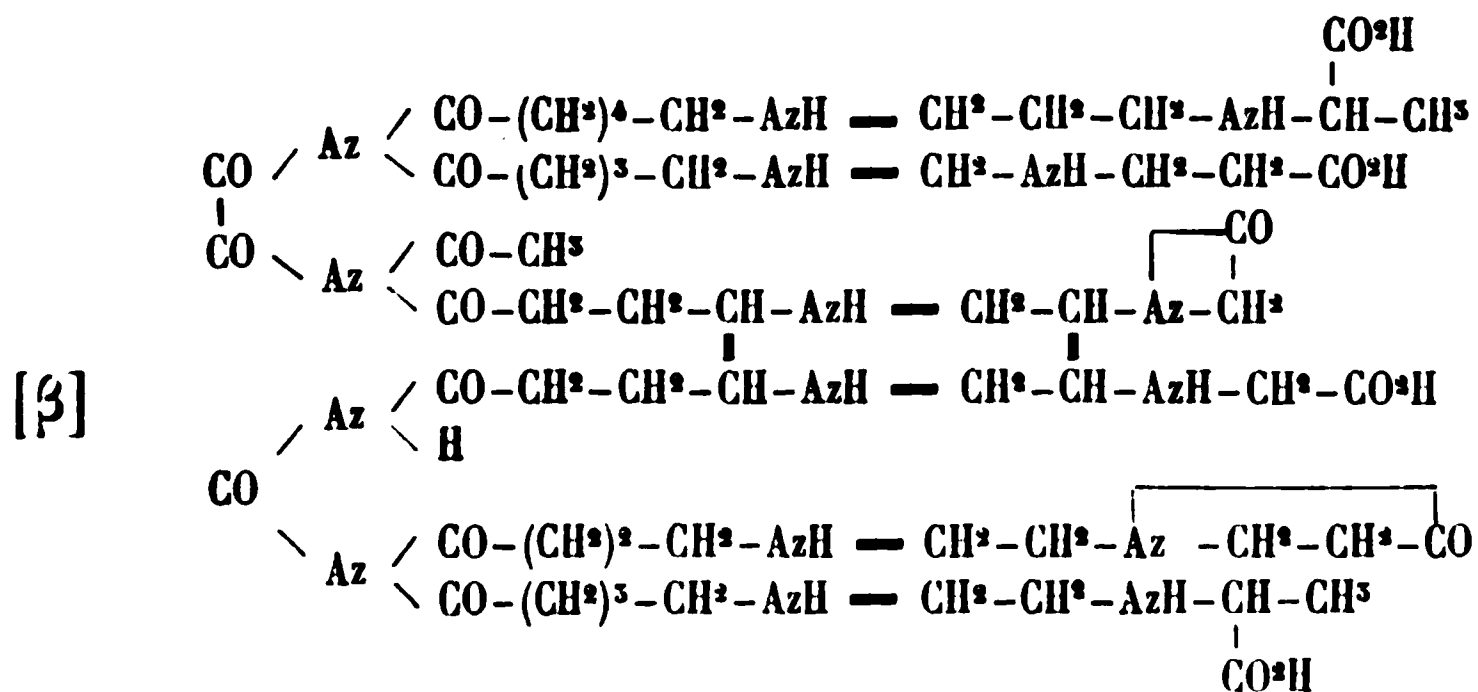 CO²H
CO–(CH²)⁴–CH²–AzH — CH²–CH²–CH²–AzH–CH–CH³
Az
CO
CO–(CH²)³–CH²–AzH — CH²–AzH–CH²–CH²–CO²H
CO
CO–CH³
CO
Az
CO–CH²–CH²–CH–AzH — CH²–CH–Az–CH²
[β]
CO–CH²–CH²–CH–AzH — CH²–CH–AzH–CH²–CO²H
Az
H
CO
CO–(CH²)²–CH²–AzH — CH²–CH²–Az–CH²–CH²–CO
Az
CO–(CH²)³–CH²–AzH — CH²–CH²–AzH–CH–CH³
CO²H